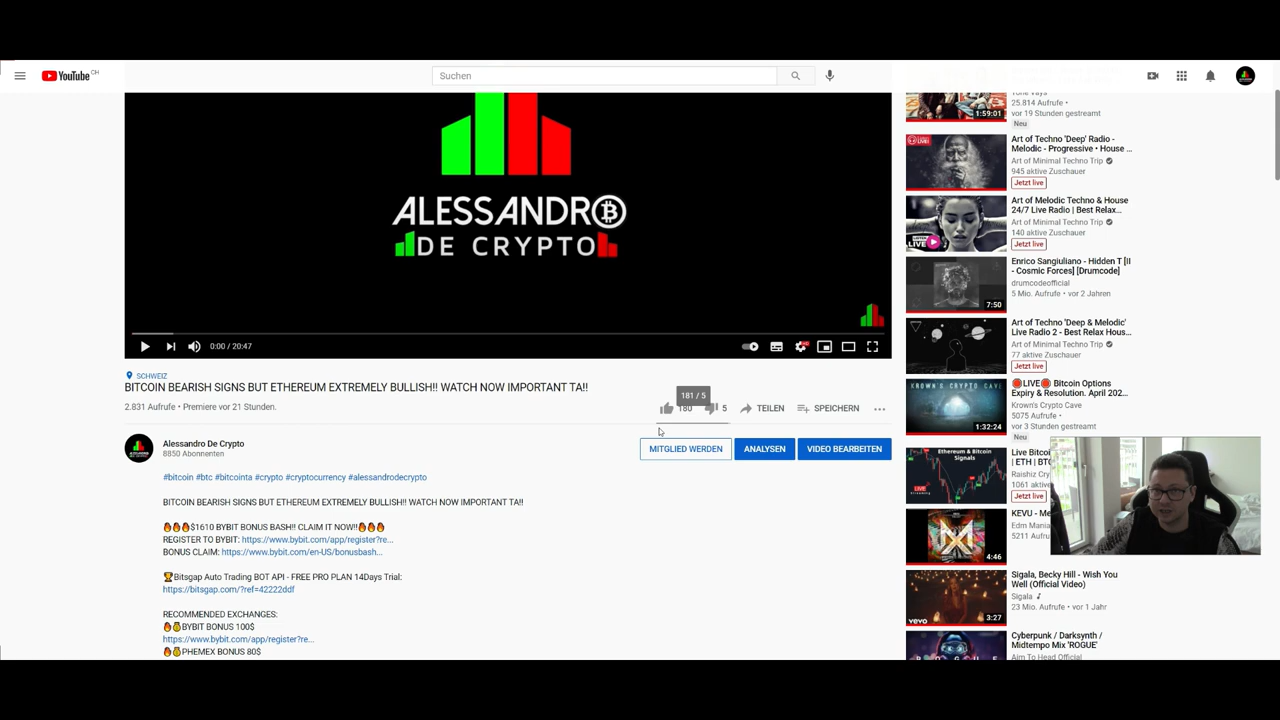 YouTube CH
Suchen
ALESSANDRO
DE CRYPTO
0:00 / 20:47
SCHWEIZ
BITCOIN BEARISH SIGNS BUT ETHEREUM EXTREMELY BULLISH!! WATCH NOW IMPORTANT TA!!
2.831 Aufrufe • Premiere vor 21 Stunden.
181 / 5
180
5
TEILEN
SPEICHERN
Alessandro De Crypto
8850 Abonnenten
MITGLIED WERDEN
ANALYSEN
VIDEO BEARBEITEN
#bitcoin #btc #bitcointa #crypto #cryptocurrency #alessandrodecrypto
BITCOIN BEARISH SIGNS BUT ETHEREUM EXTREMELY BULLISH!! WATCH NOW IMPORTANT TA!!
🔥🔥🔥$1610 BYBIT BONUS BASH!! CLAIM IT NOW!!🔥🔥🔥
REGISTER TO BYBIT: https://www.bybit.com/app/register?re...
BONUS CLAIM: https://www.bybit.com/en-US/bonusbash...
🏆Bitsgap Auto Trading BOT API - FREE PRO PLAN 14Days Trial:
https://bitsgap.com/?ref=42222ddf
RECOMMENDED EXCHANGES:
🔥💰BYBIT BONUS 100$
https://www.bybit.com/app/register?re...
🔥💰PHEMEX BONUS 80$
Tone Vays
25.814 Aufrufe •
vor 19 Stunden gestreamt
Neu
1:59:01
Art of Techno 'Deep' Radio -
Melodic - Progressive • House ...
Art of Minimal Techno Trip
945 aktive Zuschauer
Jetzt live
Art of Melodic Techno & House
24/7 Live Radio | Best Relax...
Art of Minimal Techno Trip
140 aktive Zuschauer
Jetzt live
LIVE
Enrico Sangiuliano - Hidden T [II
- Cosmic Forces] [Drumcode]
drumcodeofficial
5 Mio. Aufrufe • vor 2 Jahren
7:50
Art of Techno 'Deep & Melodic'
Live Radio 2 - Best Relax Hous...
Art of Minimal Techno Trip
77 aktive Zuschauer
Jetzt live
🔴LIVE🔴 Bitcoin Options
Expiry & Resolution. April 202...
Krown's Crypto Cave
5075 Aufrufe •
vor 3 Stunden gestreamt
Neu
KROWN'S CRYPTO CAVE
1:32:24
Ethereum & Bitcoin
Signals
LIVE
Live Bitcoi
| ETH | BTC
Raishiz Cry
1061 aktive
Jetzt live
KEVU - Me
Edm Mania
5211 Aufru
4:46
Sigala, Becky Hill - Wish You
Well (Official Video)
Sigala
23 Mio. Aufrufe • vor 1 Jahr
vevo
3:27
Cyberpunk / Darksynth /
Midtempo Mix 'ROGUE'
Aim To Head Official